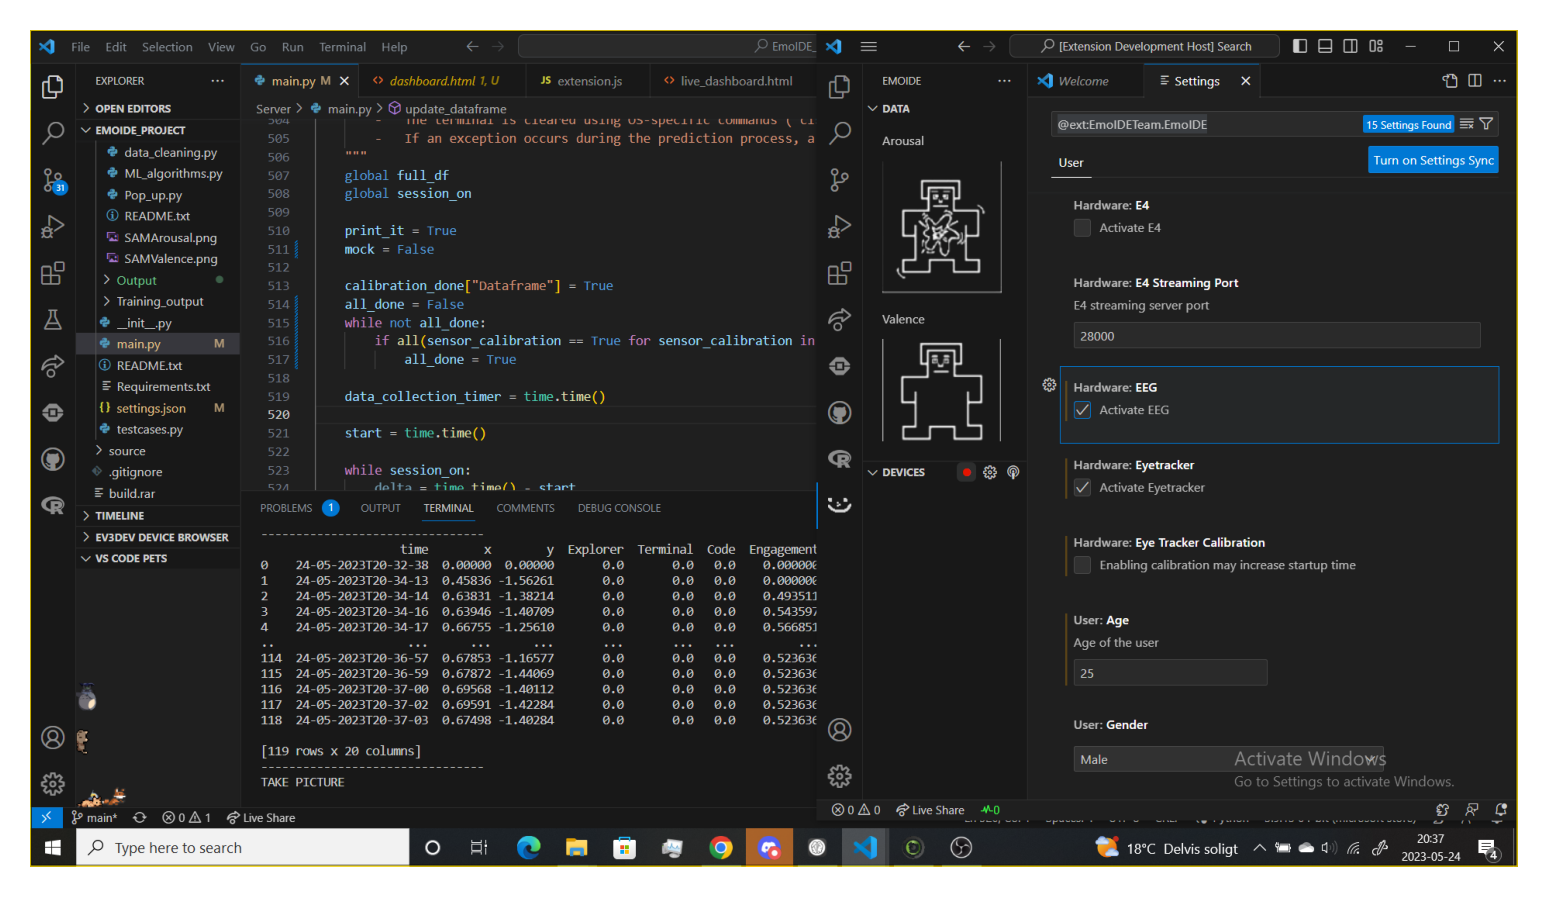 File Edit Selection View Go Run Terminal Help
EmoIDE_
EXPLORER
OPEN EDITORS
EMOIDE_PROJECT
data_cleaning.py
ML_algorithms.py
Pop_up.py
README.txt
SAMArousal.png
SAMValence.png
Output
Training_output
__init__.py
main.py M
README.txt
Requirements.txt
settings.json M
testcases.py
source
.gitignore
build.rar
TIMELINE
EV3DEV DEVICE BROWSER
VS CODE PETS
31
main.py M
dashboard.html 1, U
JS extension.js
live_dashboard.html
Server > main.py > update_dataframe
504 - The terminal is cleared using OS-specific commands ( cl
505 - If an exception occurs during the prediction process, a
506 """
507 global full_df
508 global session_on
509
510 print_it = True
511 mock = False
512
513 calibration_done["Dataframe"] = True
514 all_done = False
515 while not all_done:
516 if all(sensor_calibration == True for sensor_calibration in
517 all_done = True
518
519 data_collection_timer = time.time()
520
521 start = time.time()
522
523 while session_on:
524 delta = time.time() - start
PROBLEMS 1 OUTPUT TERMINAL COMMENTS DEBUG CONSOLE
--------------------------------
time x y Explorer Terminal Code Engagement
0 24-05-2023T20-32-38 0.00000 0.00000 0.0 0.0 0.0 0.000000
1 24-05-2023T20-34-13 0.45836 -1.56261 0.0 0.0 0.0 0.000000
2 24-05-2023T20-34-14 0.63831 -1.38214 0.0 0.0 0.0 0.493511
3 24-05-2023T20-34-16 0.63946 -1.40709 0.0 0.0 0.0 0.543597
4 24-05-2023T20-34-17 0.66755 -1.25610 0.0 0.0 0.0 0.566851
.. ... ... ... ... ... ... ...
114 24-05-2023T20-36-57 0.67853 -1.16577 0.0 0.0 0.0 0.523636
115 24-05-2023T20-36-59 0.67872 -1.44069 0.0 0.0 0.0 0.523636
116 24-05-2023T20-37-00 0.69568 -1.40112 0.0 0.0 0.0 0.523636
117 24-05-2023T20-37-02 0.69591 -1.42284 0.0 0.0 0.0 0.523636
118 24-05-2023T20-37-03 0.67498 -1.40284 0.0 0.0 0.0 0.523636
[119 rows x 20 columns]
--------------------------------
TAKE PICTURE
main* 0 1 Live Share
[Extension Development Host] Search
EMOIDE
DATA
Arousal
Valence
DEVICES
Welcome
Settings
@ext:EmoIDETeam.EmoIDE
15 Settings Found
User
Turn on Settings Sync
Hardware: E4
Activate E4
Hardware: E4 Streaming Port
E4 streaming server port
28000
Hardware: EEG
Activate EEG
Hardware: Eyetracker
Activate Eyetracker
Hardware: Eye Tracker Calibration
Enabling calibration may increase startup time
User: Age
Age of the user
25
User: Gender
Male
Activate Windows
Go to Settings to activate Windows.
0 0 Live Share 0
Type here to search
18°C Delvis soligt
20:37
2023-05-24
4